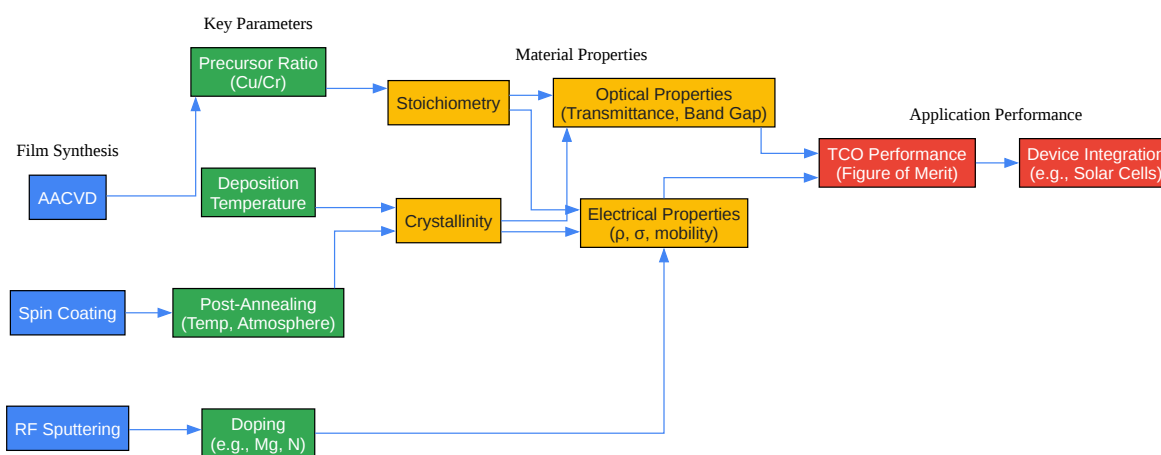 Key Parameters
Material Properties
Application Performance
Film Synthesis
Precursor Ratio
(Cu/Cr)
Stoichiometry
Optical Properties
(Transmittance, Band Gap)
TCO Performance
(Figure of Merit)
Device Integration
(e.g., Solar Cells)
AACVD
Deposition
Temperature
Crystallinity
Electrical Properties
(ρ, σ, mobility)
Spin Coating
Post-Annealing
(Temp, Atmosphere)
RF Sputtering
Doping
(e.g., Mg, N)